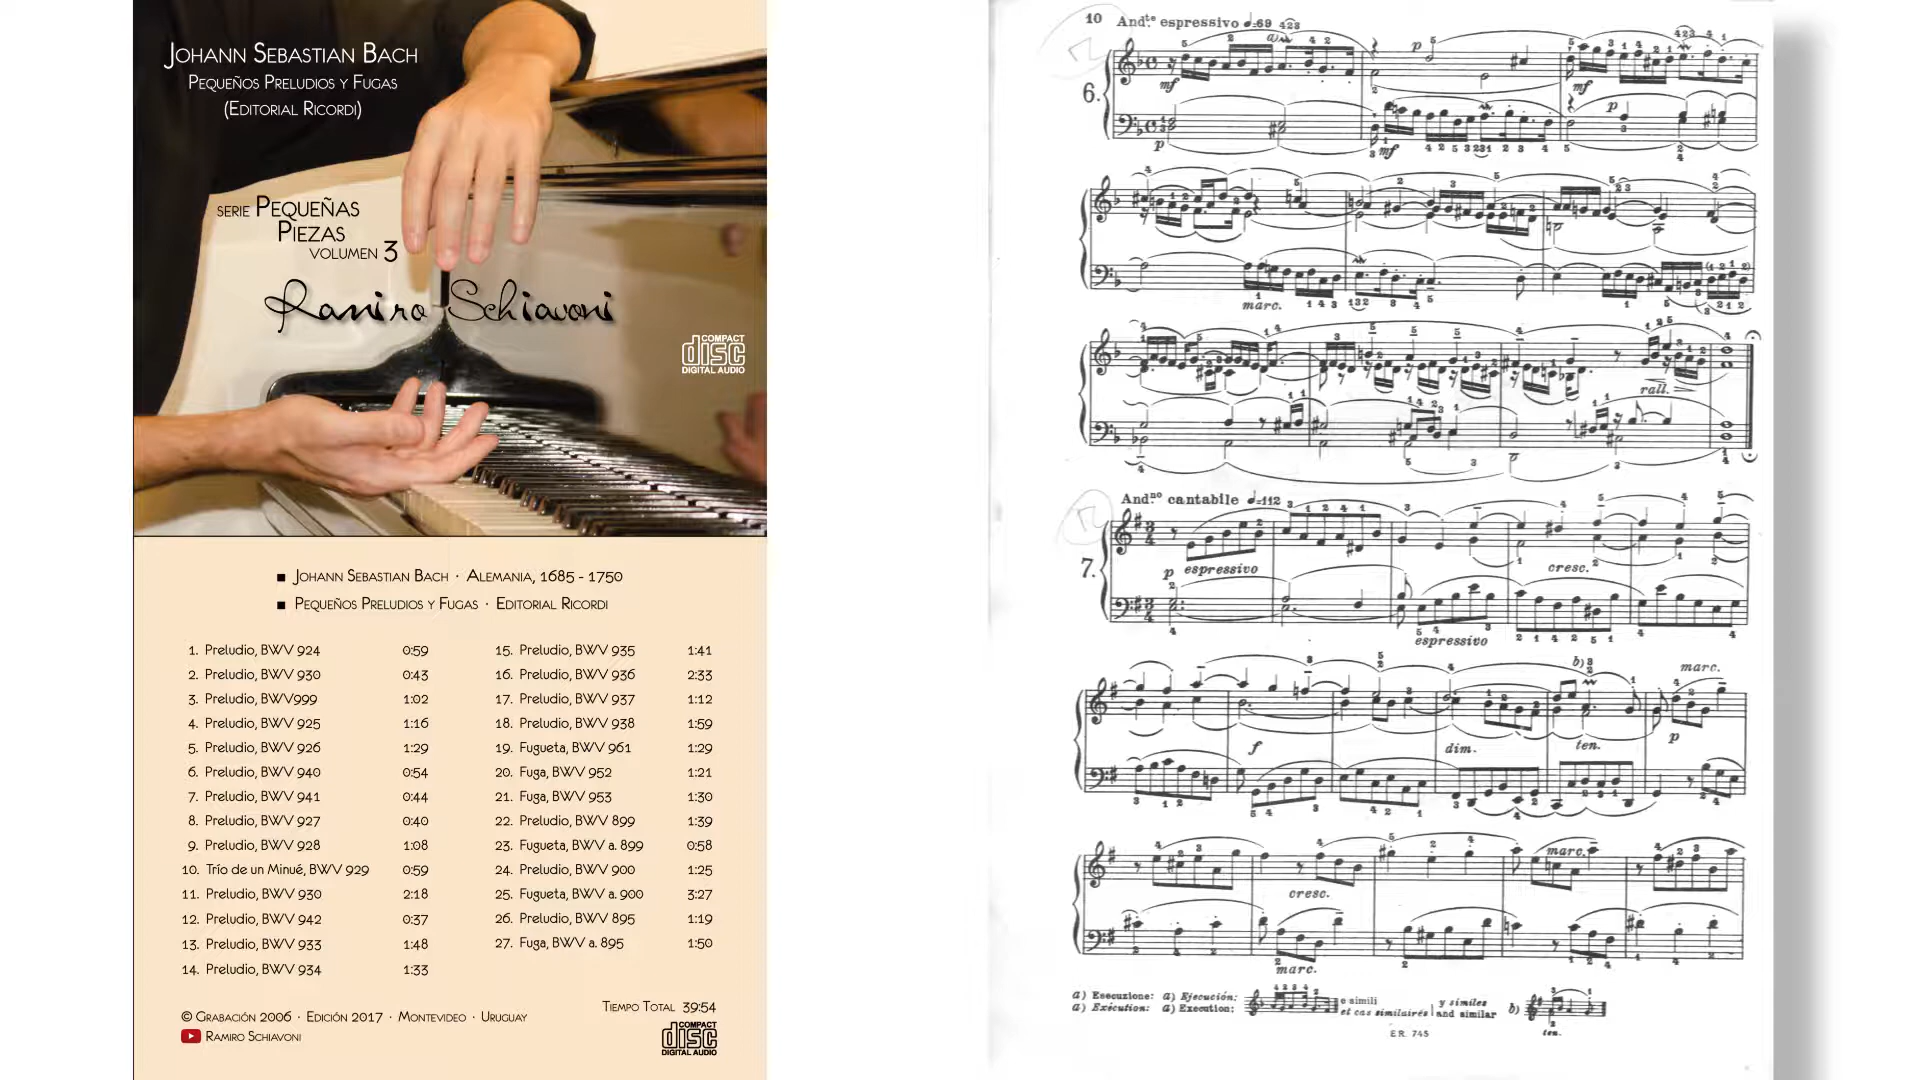 Johann Sebastian Bach
Pequeños Preludios y Fugas
(Editorial Ricordi)
serie Pequeñas
Piezas
volumen 3
Ramiro Schiavoni
COMPACT
disc
DIGITAL AUDIO
■ Johann Sebastian Bach · Alemania, 1685 - 1750
■ Pequeños Preludios y Fugas · Editorial Ricordi
1. Preludio, BWV 924 0:59
2. Preludio, BWV 930 0:43
3. Preludio, BWV999 1:02
4. Preludio, BWV 925 1:16
5. Preludio, BWV 926 1:29
6. Preludio, BWV 940 0:54
7. Preludio, BWV 941 0:44
8. Preludio, BWV 927 0:40
9. Preludio, BWV 928 1:08
10. Trío de un Minué, BWV 929 0:59
11. Preludio, BWV 930 2:18
12. Preludio, BWV 942 0:37
13. Preludio, BWV 933 1:48
14. Preludio, BWV 934 1:33
15. Preludio, BWV 935 1:41
16. Preludio, BWV 936 2:33
17. Preludio, BWV 937 1:12
18. Preludio, BWV 938 1:59
19. Fugueta, BWV 961 1:29
20. Fuga, BWV 952 1:21
21. Fuga, BWV 953 1:30
22. Preludio, BWV 899 1:39
23. Fugueta, BWV a. 899 0:58
24. Preludio, BWV 900 1:25
25. Fugueta, BWV a. 900 3:27
26. Preludio, BWV 895 1:19
27. Fuga, BWV a. 895 1:50
Tiempo Total 39:54
© Grabación 2006 · Edición 2017 · Montevideo · Uruguay
Ramiro Schiavoni
COMPACT
disc
DIGITAL AUDIO
10 And.te espressivo ♩=69
a)
p
mf
mf
6.
p
p
mf
marc.
rall.
And.no cantabile ♩=112
7.
p espressivo
cresc.
espressivo
b)
marc.
f
dim.
ten.
p
marc.
cresc.
marc.
a) Esecuzione: a) Ejecución: e simili y similes
a) Exécution: a) Execution: et cas similairés and similar b)
ten.
E.R. 745